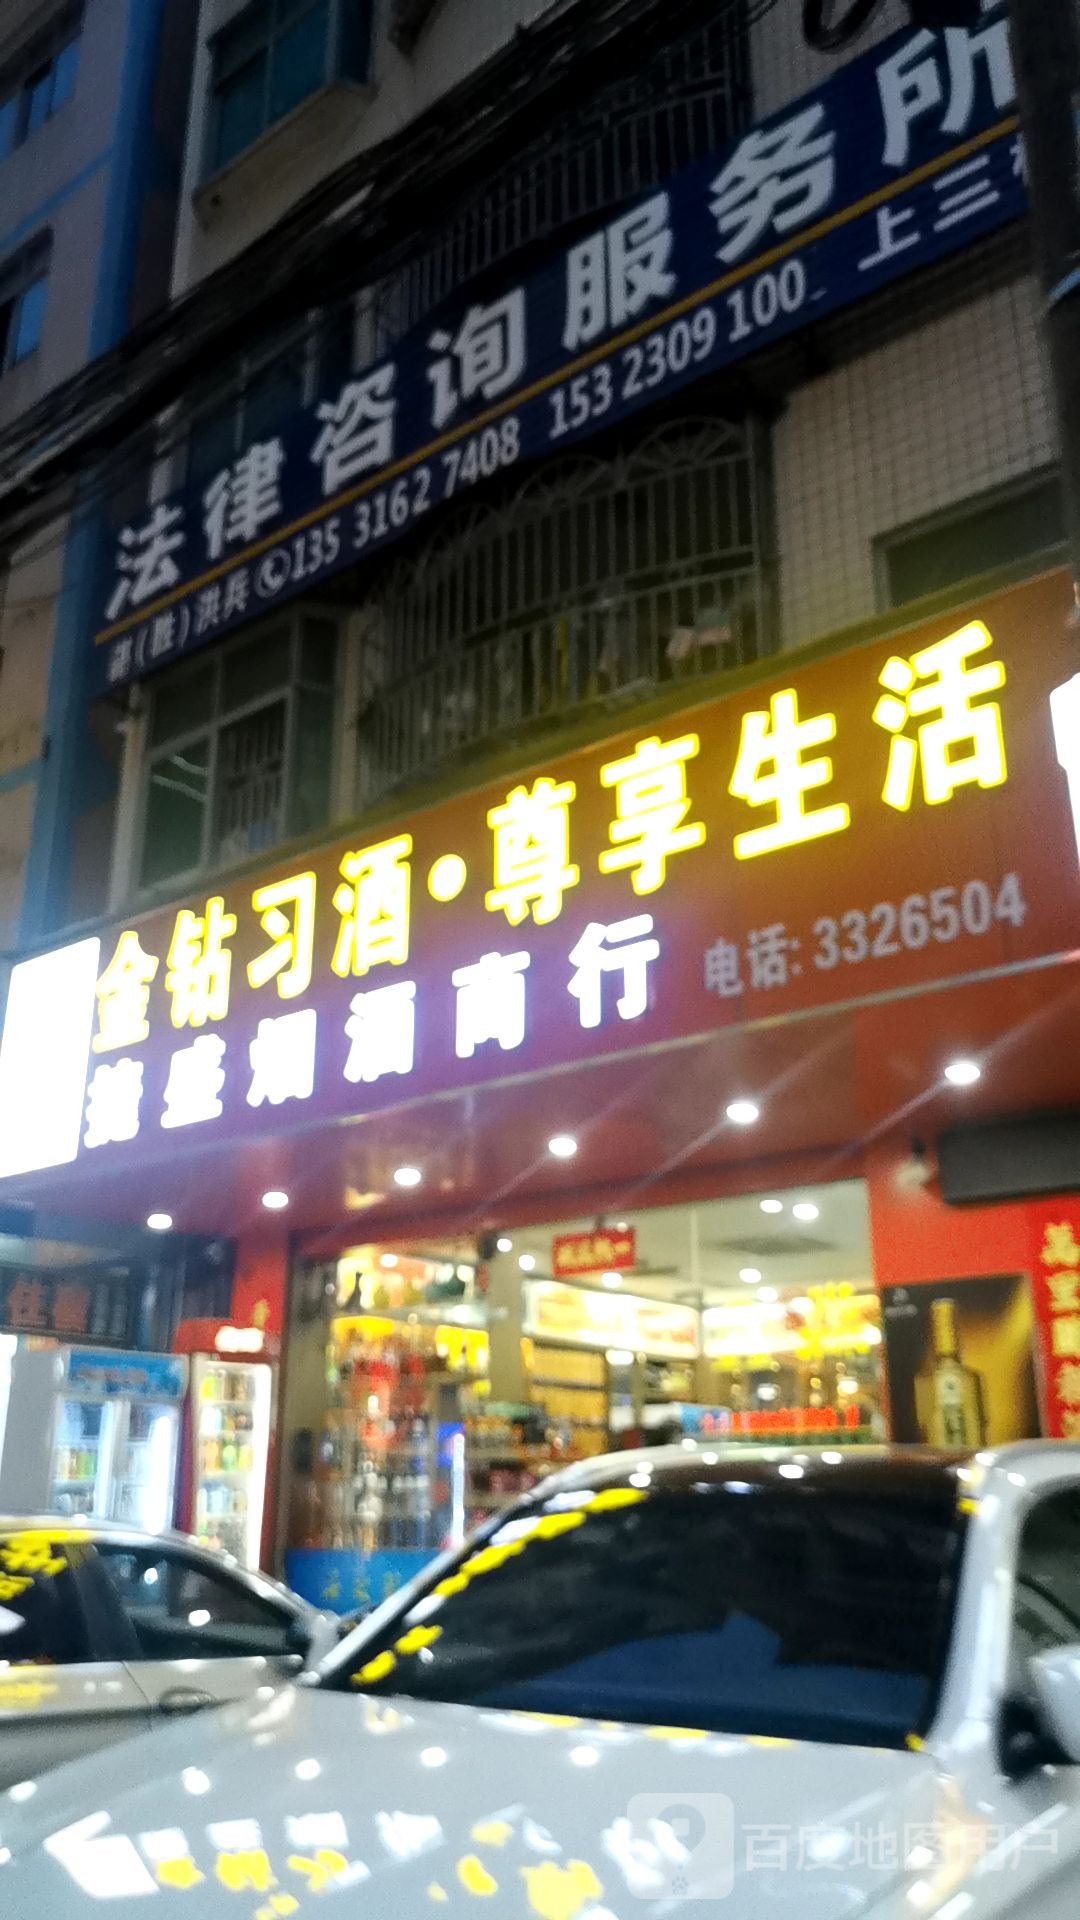 法律咨询服务所
洪兵 135 3162 7408 153 2309 100 上三
金钻习酒·尊享生活
捷盛烟酒商行 电话: 3326504
百度地图用户